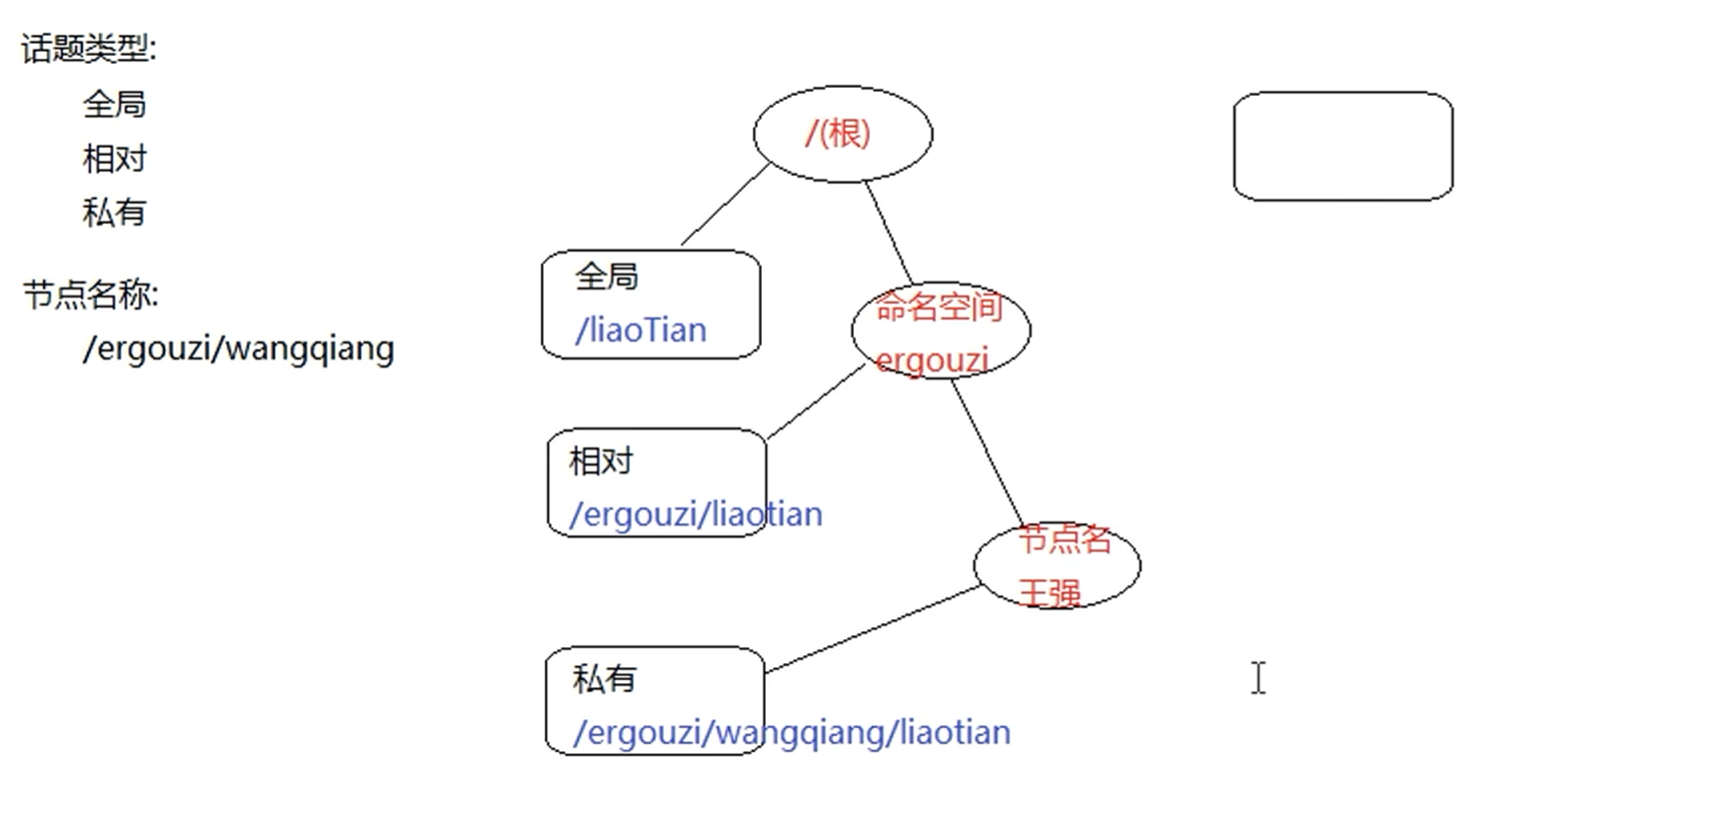 话题类型:
全局
相对
私有
节点名称:
/ergouzi/wangqiang
/(根)
全局
/liaoTian
命名空间
ergouzi
相对
/ergouzi/liaotian
节点名
王强
私有
/ergouzi/wangqiang/liaotian